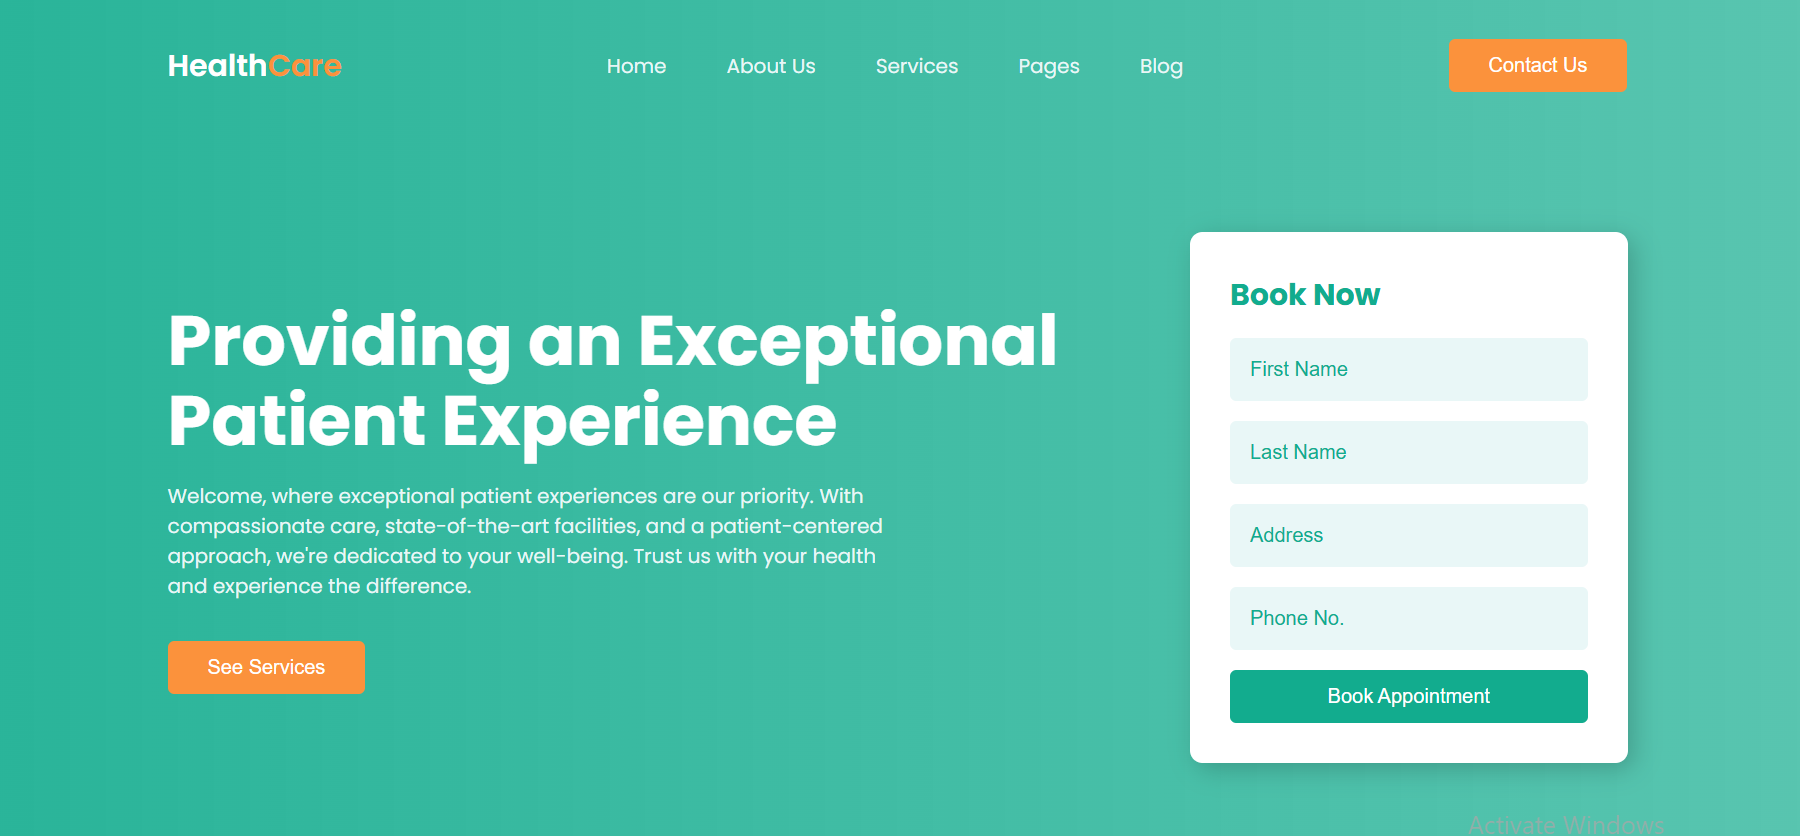 HealthCare
Home
About Us
Services
Pages
Blog
Contact Us
Providing an Exceptional
Patient Experience
Welcome, where exceptional patient experiences are our priority. With
compassionate care, state-of-the-art facilities, and a patient-centered
approach, we're dedicated to your well-being. Trust us with your health
and experience the difference.
See Services
Book Now
First Name
Last Name
Address
Phone No.
Book Appointment
Activate Windows